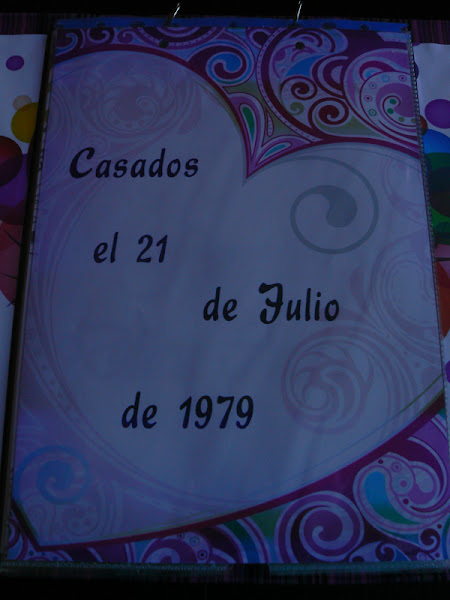 Casados
el 21
de Julio
de 1979